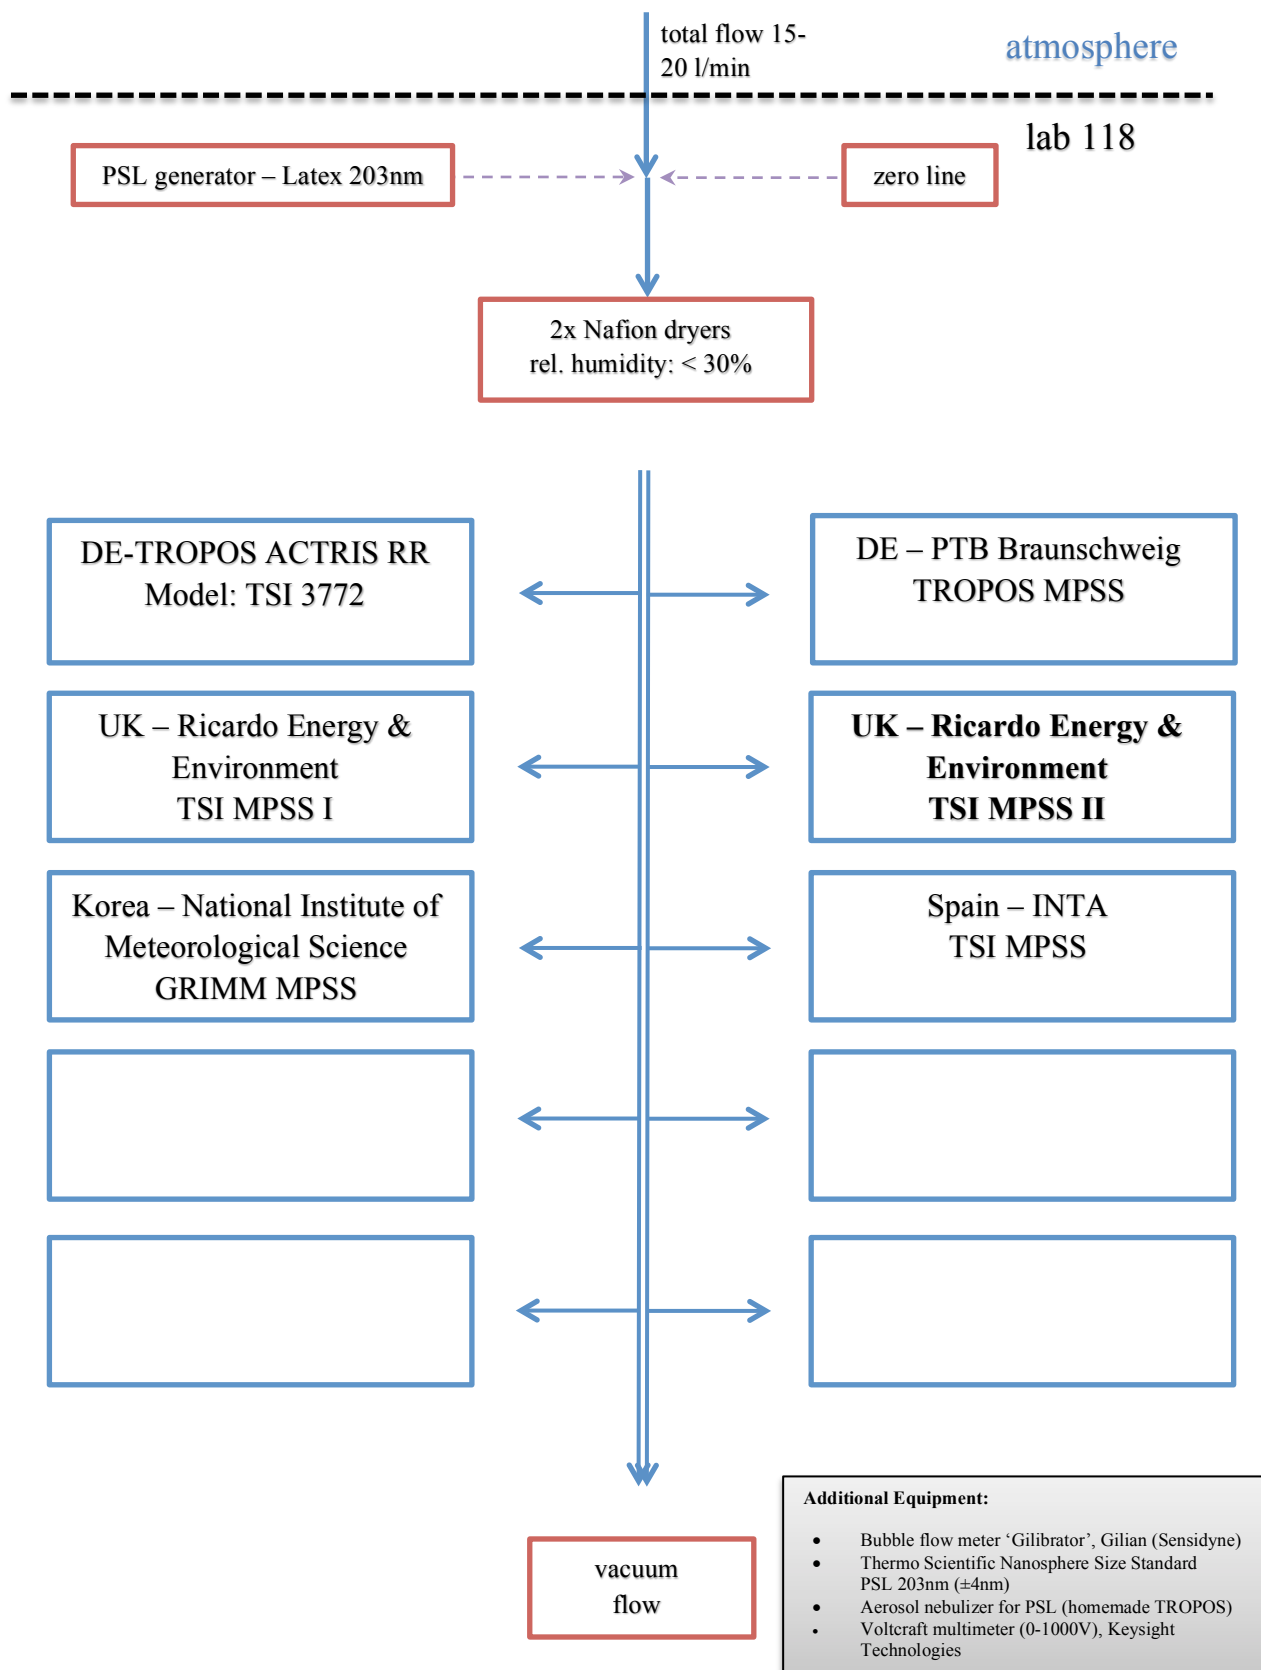 total flow 15-
20 l/min
atmosphere
lab 118
PSL generator – Latex 203nm
zero line
2x Nafion dryers
rel. humidity: < 30%
DE-TROPOS ACTRIS RR
Model: TSI 3772
DE – PTB Braunschweig
TROPOS MPSS
UK – Ricardo Energy &
Environment
TSI MPSS I
UK – Ricardo Energy &
Environment
TSI MPSS II
Korea – National Institute of
Meteorological Science
GRIMM MPSS
Spain – INTA
TSI MPSS
vacuum
flow
Additional Equipment:
• Bubble flow meter ‘Gilibrator’, Gilian (Sensidyne)
• Thermo Scientific Nanosphere Size Standard
PSL 203nm (±4nm)
• Aerosol nebulizer for PSL (homemade TROPOS)
• Voltcraft multimeter (0-1000V), Keysight
Technologies